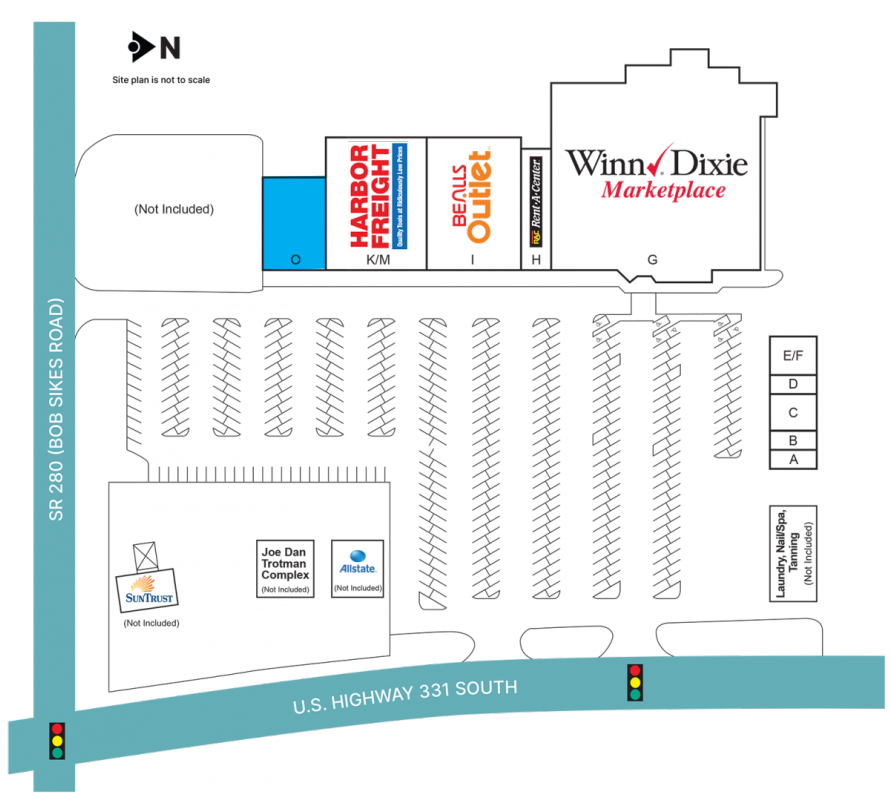 N
Site plan is not to scale
(Not Included)
HARBOR
FREIGHT
Quality Tools at Ridiculously Low Prices
BEALLS
Outlet
RAC Rent-A-Center
Winn Dixie
Marketplace
O
K/M
I
H
G
SR 280 (BOB SIKES ROAD)
E/F
D
C
B
A
Laundry, Nail/Spa,
Tanning
(Not Included)
Joe Dan
Trotman
Complex
(Not Included)
Allstate
(Not Included)
SUNTRUST
(Not Included)
U.S. HIGHWAY 331 SOUTH